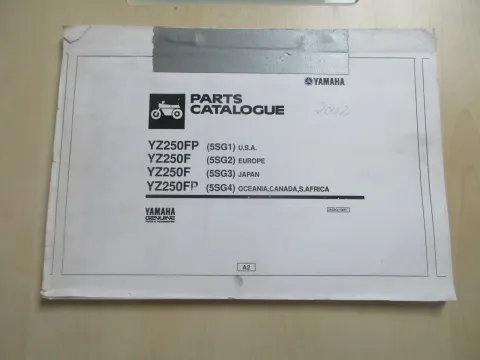 YAMAHA
PARTS
CATALOGUE
2002
YZ250FP (5SG1) U.S.A.
YZ250F (5SG2) EUROPE
YZ250F (5SG3) JAPAN
YZ250FP (5SG4) OCEANIA,CANADA,S.AFRICA
YAMAHA
GENUINE
A2